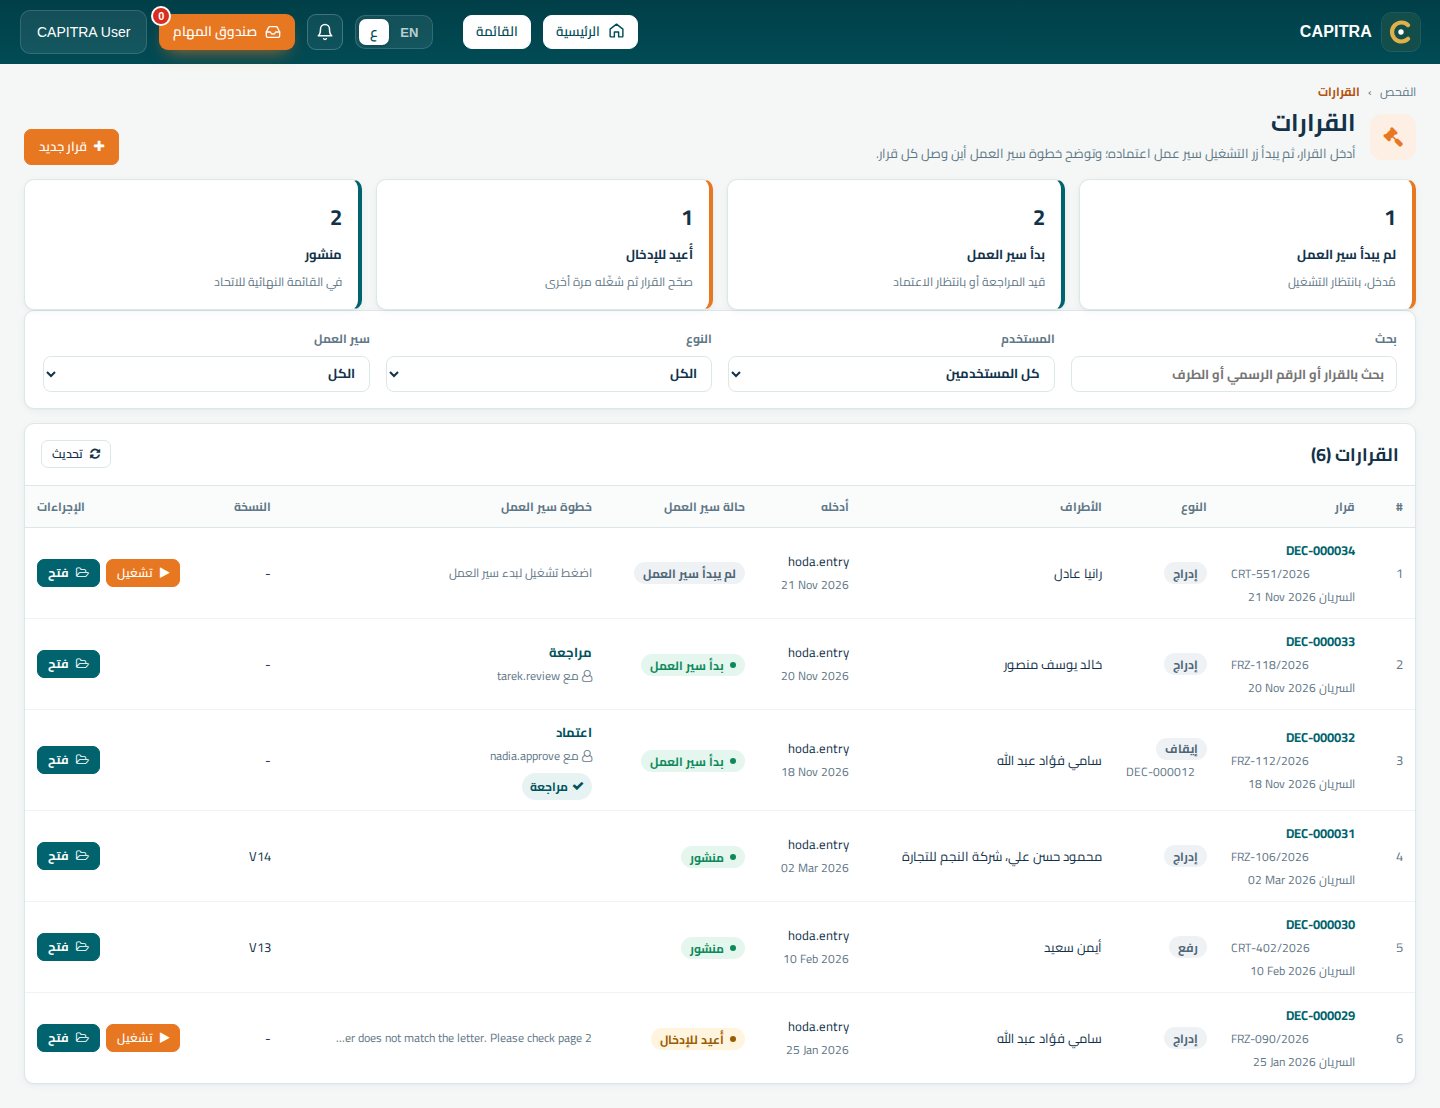 CAPITRA
الرئيسية
القائمة
EN
ع
صندوق المهام
0
CAPITRA User
الفحص › القرارات
القرارات
أدخل القرار، ثم يبدأ زر التشغيل سير عمل اعتماده؛ وتوضح خطوة سير العمل أين وصل كل قرار.
قرار جديد
1
لم يبدأ سير العمل
مُدخل، بانتظار التشغيل
2
بدأ سير العمل
قيد المراجعة أو بانتظار الاعتماد
1
أُعيد للإدخال
صحّح القرار ثم شغّله مرة أخرى
2
منشور
في القائمة النهائية للاتحاد
بحث
المستخدم
النوع
سير العمل
بحث بالقرار أو الرقم الرسمي أو الطرف
كل المستخدمين
الكل
الكل
القرارات (6)
تحديث
# قرار النوع الأطراف أدخله حالة سير العمل خطوة سير العمل النسخة الإجراءات
1
DEC-000034
CRT-551/2026
السريان 21 Nov 2026
إدراج
رانيا عادل
hoda.entry
21 Nov 2026
لم يبدأ سير العمل
اضغط تشغيل لبدء سير العمل
-
تشغيل
فتح
2
DEC-000033
FRZ-118/2026
السريان 20 Nov 2026
إدراج
خالد يوسف منصور
hoda.entry
20 Nov 2026
بدأ سير العمل
مراجعة
مع tarek.review
-
فتح
3
DEC-000032
FRZ-112/2026
السريان 18 Nov 2026
إيقاف
DEC-000012
سامي فؤاد عبد الله
hoda.entry
18 Nov 2026
بدأ سير العمل
اعتماد
مع nadia.approve
مراجعة
-
فتح
4
DEC-000031
FRZ-106/2026
السريان 02 Mar 2026
إدراج
محمود حسن علي، شركة النجم للتجارة
hoda.entry
02 Mar 2026
منشور
V14
فتح
5
DEC-000030
CRT-402/2026
السريان 10 Feb 2026
رفع
أيمن سعيد
hoda.entry
10 Feb 2026
منشور
V13
فتح
6
DEC-000029
FRZ-090/2026
السريان 25 Jan 2026
إدراج
سامي فؤاد عبد الله
hoda.entry
25 Jan 2026
أُعيد للإدخال
...er does not match the letter. Please check page 2
-
تشغيل
فتح